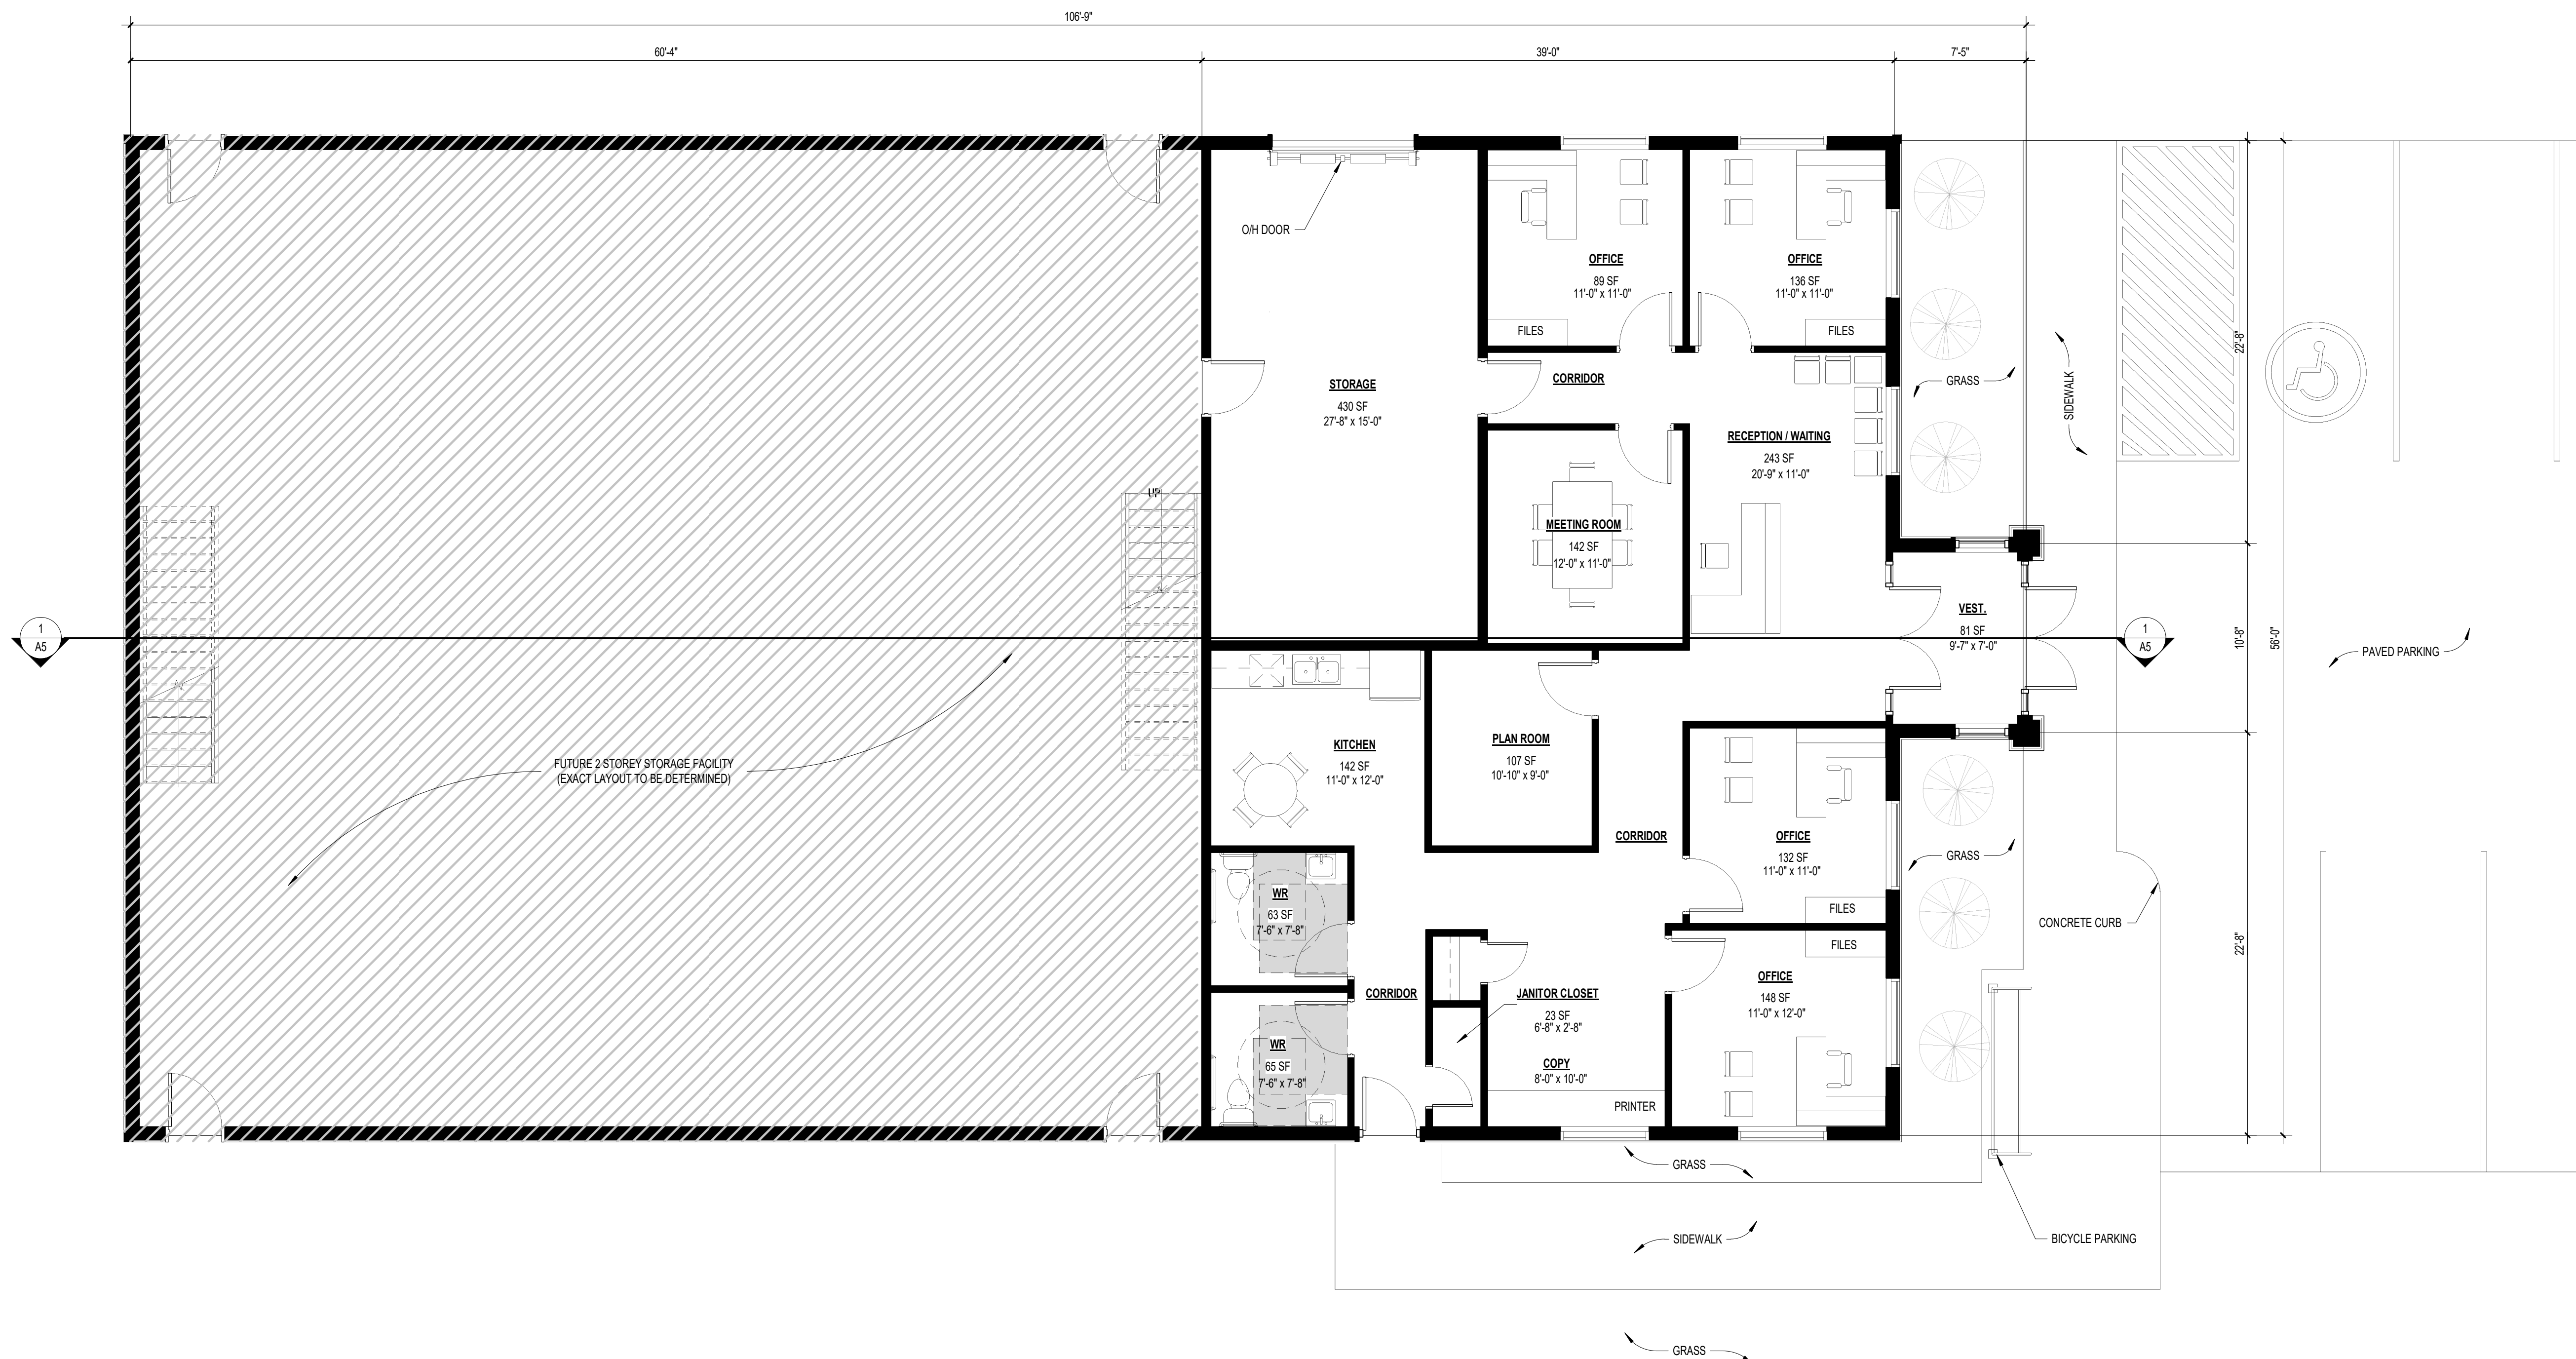 106'-9"
60'-4"
39'-0"
7'-5"
O/H DOOR
OFFICE
89 SF
11'-0" x 11'-0"
FILES
OFFICE
136 SF
11'-0" x 11'-0"
FILES
STORAGE
430 SF
27'-8" x 15'-0"
CORRIDOR
RECEPTION / WAITING
243 SF
20'-9" x 11'-0"
GRASS
SIDEWALK
22'-8"
UP
MEETING ROOM
142 SF
12'-0" x 11'-0"
VEST.
81 SF
9'-7" x 7'-0"
1
A5
1
A5
10'-8"
56'-0"
PAVED PARKING
FUTURE 2 STOREY STORAGE FACILITY
(EXACT LAYOUT TO BE DETERMINED)
KITCHEN
142 SF
11'-0" x 12'-0"
PLAN ROOM
107 SF
10'-10" x 9'-0"
CORRIDOR
OFFICE
132 SF
11'-0" x 11'-0"
FILES
GRASS
CONCRETE CURB
22'-8"
WR
63 SF
7'-6" x 7'-8"
FILES
OFFICE
148 SF
11'-0" x 12'-0"
CORRIDOR
JANITOR CLOSET
23 SF
6'-8" x 2'-8"
WR
65 SF
7'-6" x 7'-8"
COPY
8'-0" x 10'-0"
PRINTER
GRASS
SIDEWALK
BICYCLE PARKING
GRASS